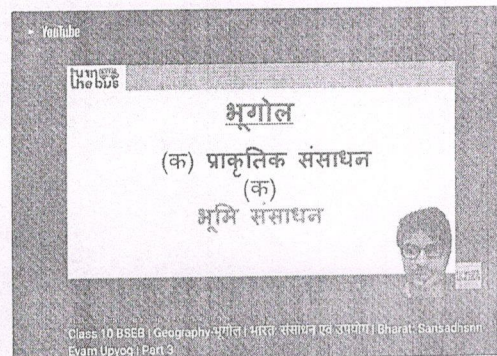 YouTube
turn
the bus
भूगोल
(क) प्राकृतिक संसाधन
(क)
भूमि संसाधन
Class 10 BSEB | Geography-भूगोल | भारत: संसाधन एवं उपयोग | Bharat: Sansadhsnn
Evam Upyog | Part 3